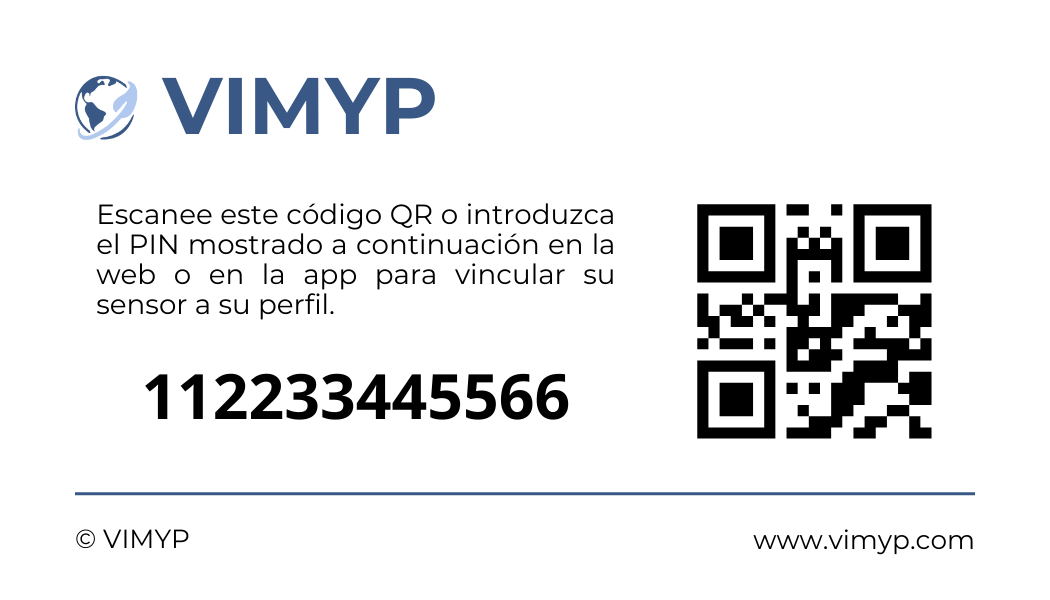 VIMYP
Escanee este código QR o introduzca
el PIN mostrado a continuación en la
web o en la app para vincular su
sensor a su perfil.
112233445566
© VIMYP
www.vimyp.com